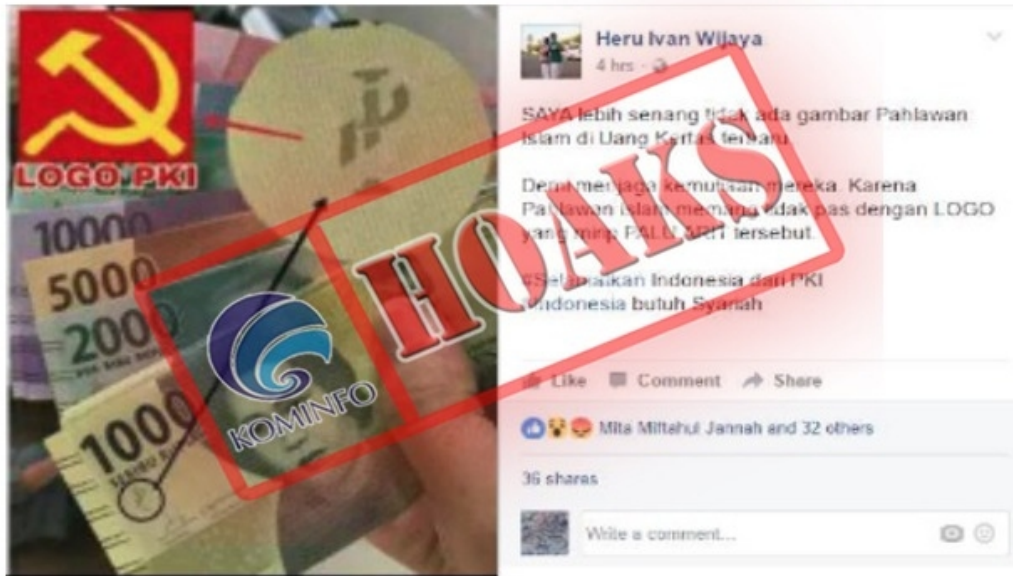 LOGO PKI
10000
5000
2000
1000
SERIBU
KOMINFO
HOAKS
Heru Ivan Wijaya
4 hrs
SAYA lebih senang tidak ada gambar Pahlawan
Islam di Uang Kertas terbaru
Demi menjaga kemuliaan mereka. Karena
Pahlawan islam memang tidak pas dengan LOGO
yang mirip PALU ARIT tersebut.
#Selamatkan Indonesia dari PKI
#Indonesia butuh Syariah
Like Comment Share
Mita Miftahul Jannah and 32 others
36 shares
Write a comment...